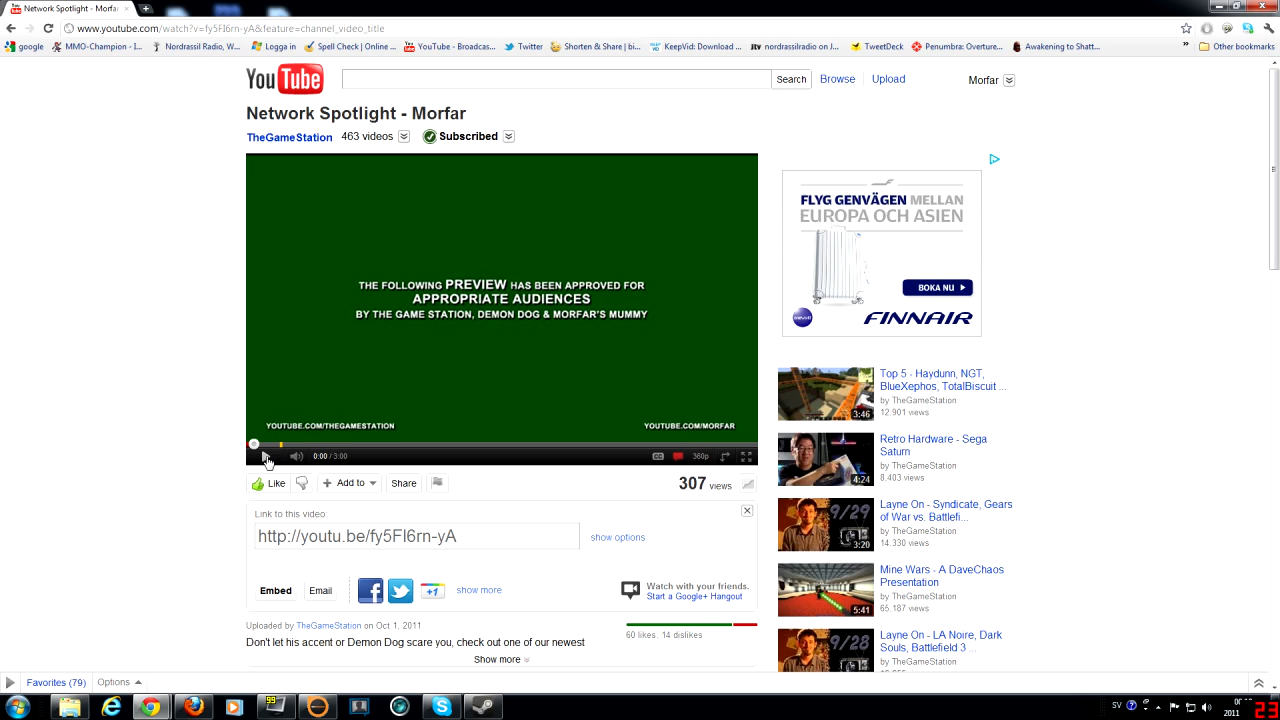 Network Spotlight - Morfar
www.youtube.com/watch?v=fy5Fl6rn-yA&feature=channel_video_title
google
MMO-Champion - I...
Nordrassil Radio, W...
Logga in
Spell Check | Online ...
YouTube - Broadcas...
Twitter
Shorten & Share | bi...
KeepVid: Download ...
nordrassilradio on J...
TweetDeck
Penumbra: Overture...
Awakening to Shatt...
Other bookmarks
YouTube
Search
Browse
Upload
Morfar
Network Spotlight - Morfar
TheGameStation
463 videos
Subscribed
THE FOLLOWING PREVIEW HAS BEEN APPROVED FOR
APPROPRIATE AUDIENCES
BY THE GAME STATION, DEMON DOG & MORFAR'S MUMMY
YOUTUBE.COM/THEGAMESTATION
YOUTUBE.COM/MORFAR
0:00 / 3:00
CC
360p
Like
Add to
Share
307 views
Link to this video:
http://youtu.be/fy5Fl6rn-yA
show options
Embed
Email
+1
show more
Watch with your friends.
Start a Google+ Hangout
Uploaded by TheGameStation on Oct 1, 2011
60 likes, 14 dislikes
Don't let his accent or Demon Dog scare you, check out one of our newest
Show more
FLYG GENVÄGEN MELLAN
EUROPA OCH ASIEN
BOKA NU
FINNAIR
Top 5 - Haydunn, NGT,
BlueXephos, TotalBiscuit ...
by TheGameStation
12,901 views
3:46
Retro Hardware - Sega
Saturn
by TheGameStation
8,403 views
4:24
Layne On - Syndicate, Gears
of War vs. Battlefi...
by TheGameStation
14,330 views
9/29
3:20
Mine Wars - A DaveChaos
Presentation
by TheGameStation
65,187 views
5:41
Layne On - LA Noire, Dark
Souls, Battlefield 3 ...
by TheGameStation
9/28
Favorites (79)
Options
99
SV
2011
23